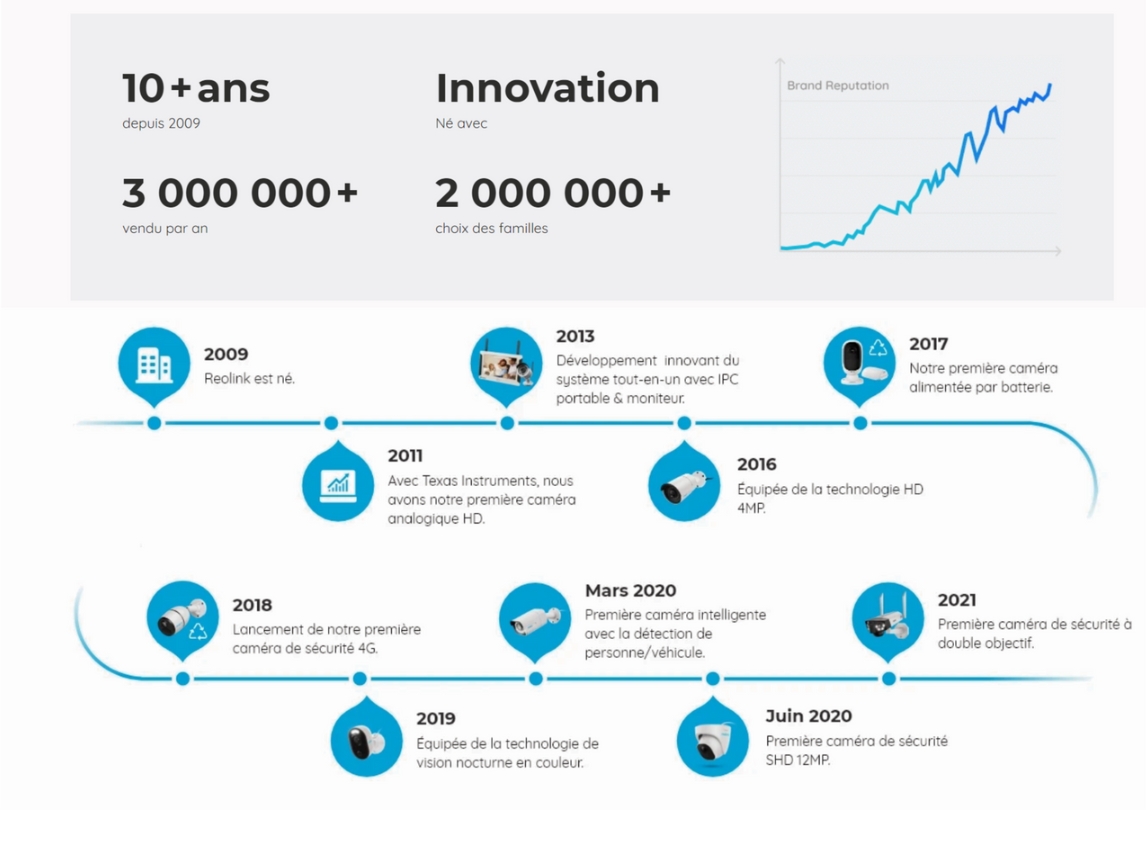 10+ans
depuis 2009
Innovation
Né avec
3 000 000+
vendu par an
2 000 000+
choix des familles
Brand Reputation
2009
Reolink est né.
2011
Avec Texas Instruments, nous
avons notre première caméra
analogique HD.
2013
Développement innovant du
système tout-en-un avec IPC
portable & moniteur.
2016
Équipée de la technologie HD
4MP.
2017
Notre première caméra
alimentée par batterie.
2018
Lancement de notre première
caméra de sécurité 4G.
2019
Équipée de la technologie de
vision nocturne en couleur.
Mars 2020
Première caméra intelligente
avec la détection de
personne/véhicule.
Juin 2020
Première caméra de sécurité
SHD 12MP.
2021
Première caméra de sécurité à
double objectif.